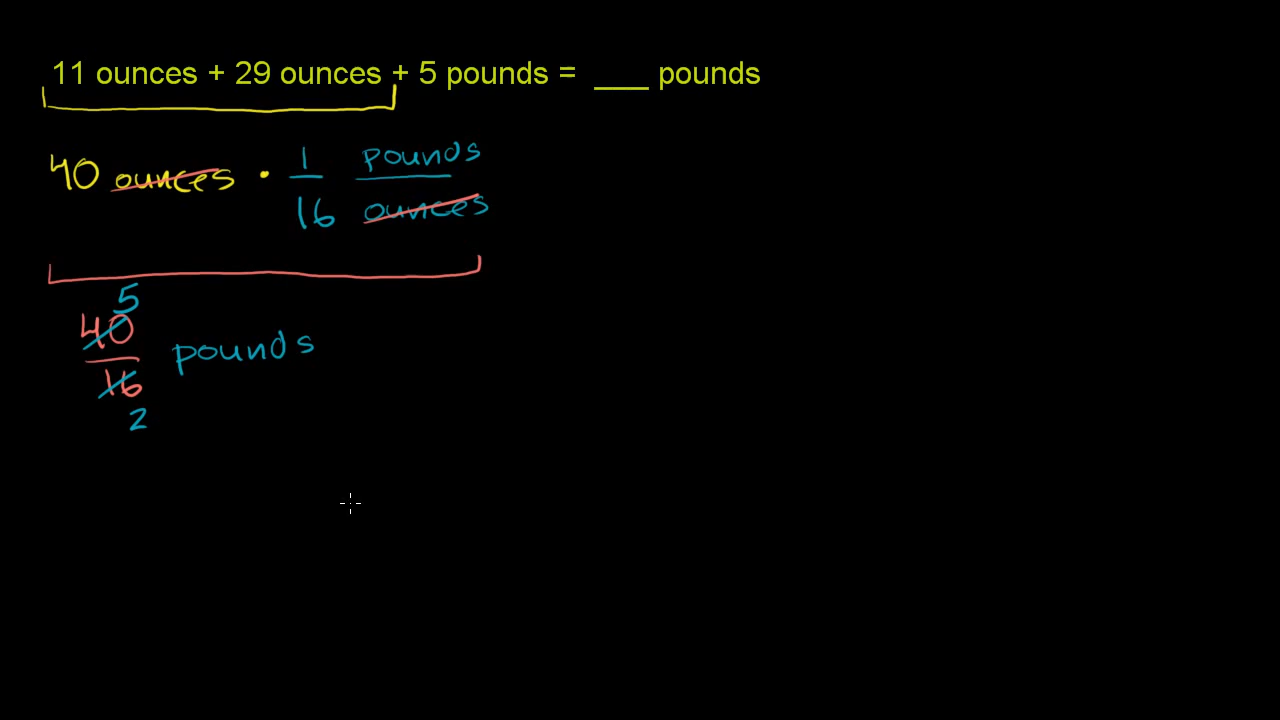 11 ounces + 29 ounces + 5 pounds = ___ pounds
40 ounces · 1/16 pounds/ounces
5
40/16 pounds
2